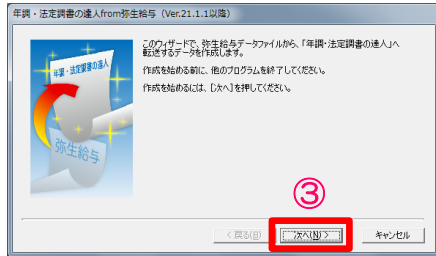 年調・法定調書の達人from弥生給与（Ver.21.1.1以降）
このウィザードで、弥生給与データファイルから、「年調・法定調書の達人」へ
転送するデータを作成します。
作成を始める前に、他のプログラムを終了してください。
作成を始めるには、［次へ］を押してください。
年調・法定調書の達人
弥生給与
③
< 戻る(B)
次へ(N) >
キャンセル